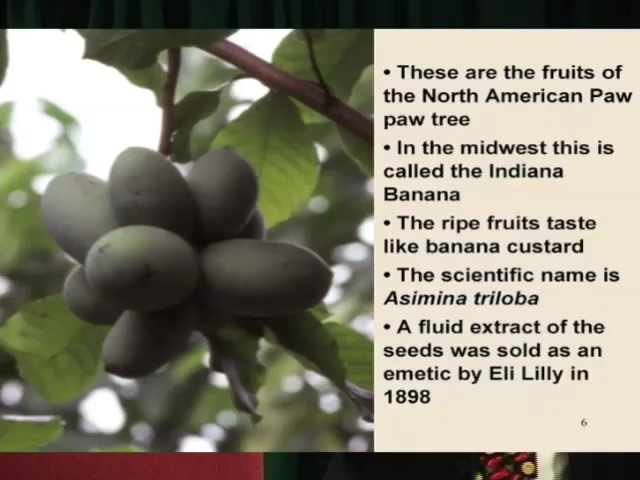 • These are the fruits of
the North American Paw
paw tree
• In the midwest this is
called the Indiana
Banana
• The ripe fruits taste
like banana custard
• The scientific name is
Asimina triloba
• A fluid extract of the
seeds was sold as an
emetic by Eli Lilly in
1898
6